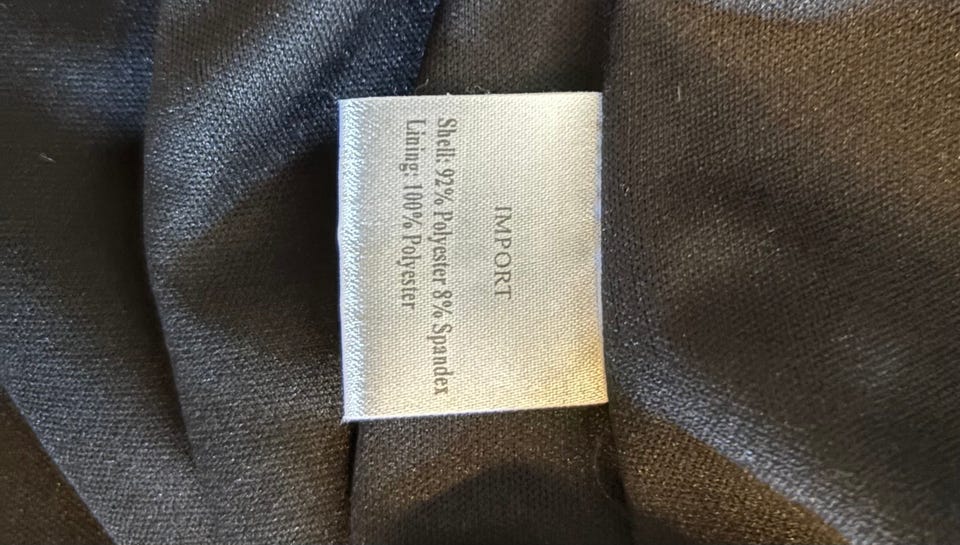 IMPORT
Shell: 92% Polyester 8% Spandex
Lining: 100% Polyester